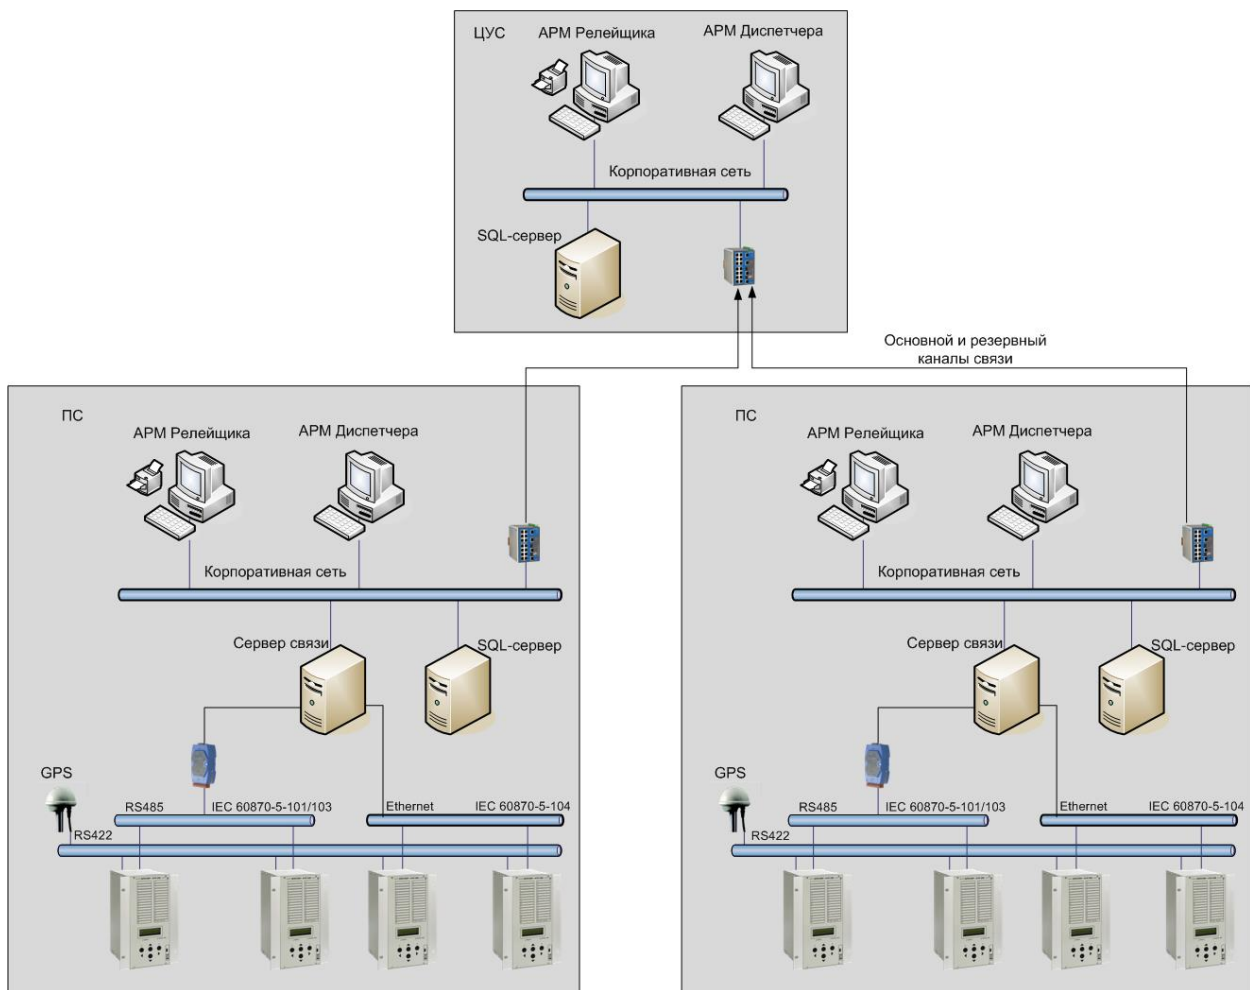 ЦУС
АРМ Релейщика
АРМ Диспетчера
Корпоративная сеть
SQL-сервер
Основной и резервный
каналы связи
ПС
АРМ Релейщика
АРМ Диспетчера
Корпоративная сеть
Сервер связи
SQL-сервер
GPS
RS485
IEC 60870-5-101/103
Ethernet
IEC 60870-5-104
RS422
ПС
АРМ Релейщика
АРМ Диспетчера
Корпоративная сеть
Сервер связи
SQL-сервер
GPS
RS485
IEC 60870-5-101/103
Ethernet
IEC 60870-5-104
RS422